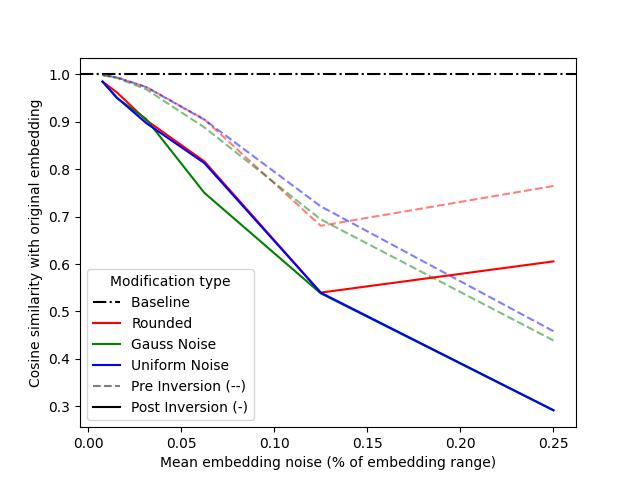 1.0
0.9
0.8
0.7
0.6
0.5
0.4
0.3
Cosine similarity with original embedding
Modification type
Baseline
Rounded
Gauss Noise
Uniform Noise
Pre Inversion (--)
Post Inversion (-)
0.00 0.05 0.10 0.15 0.20 0.25
Mean embedding noise (% of embedding range)